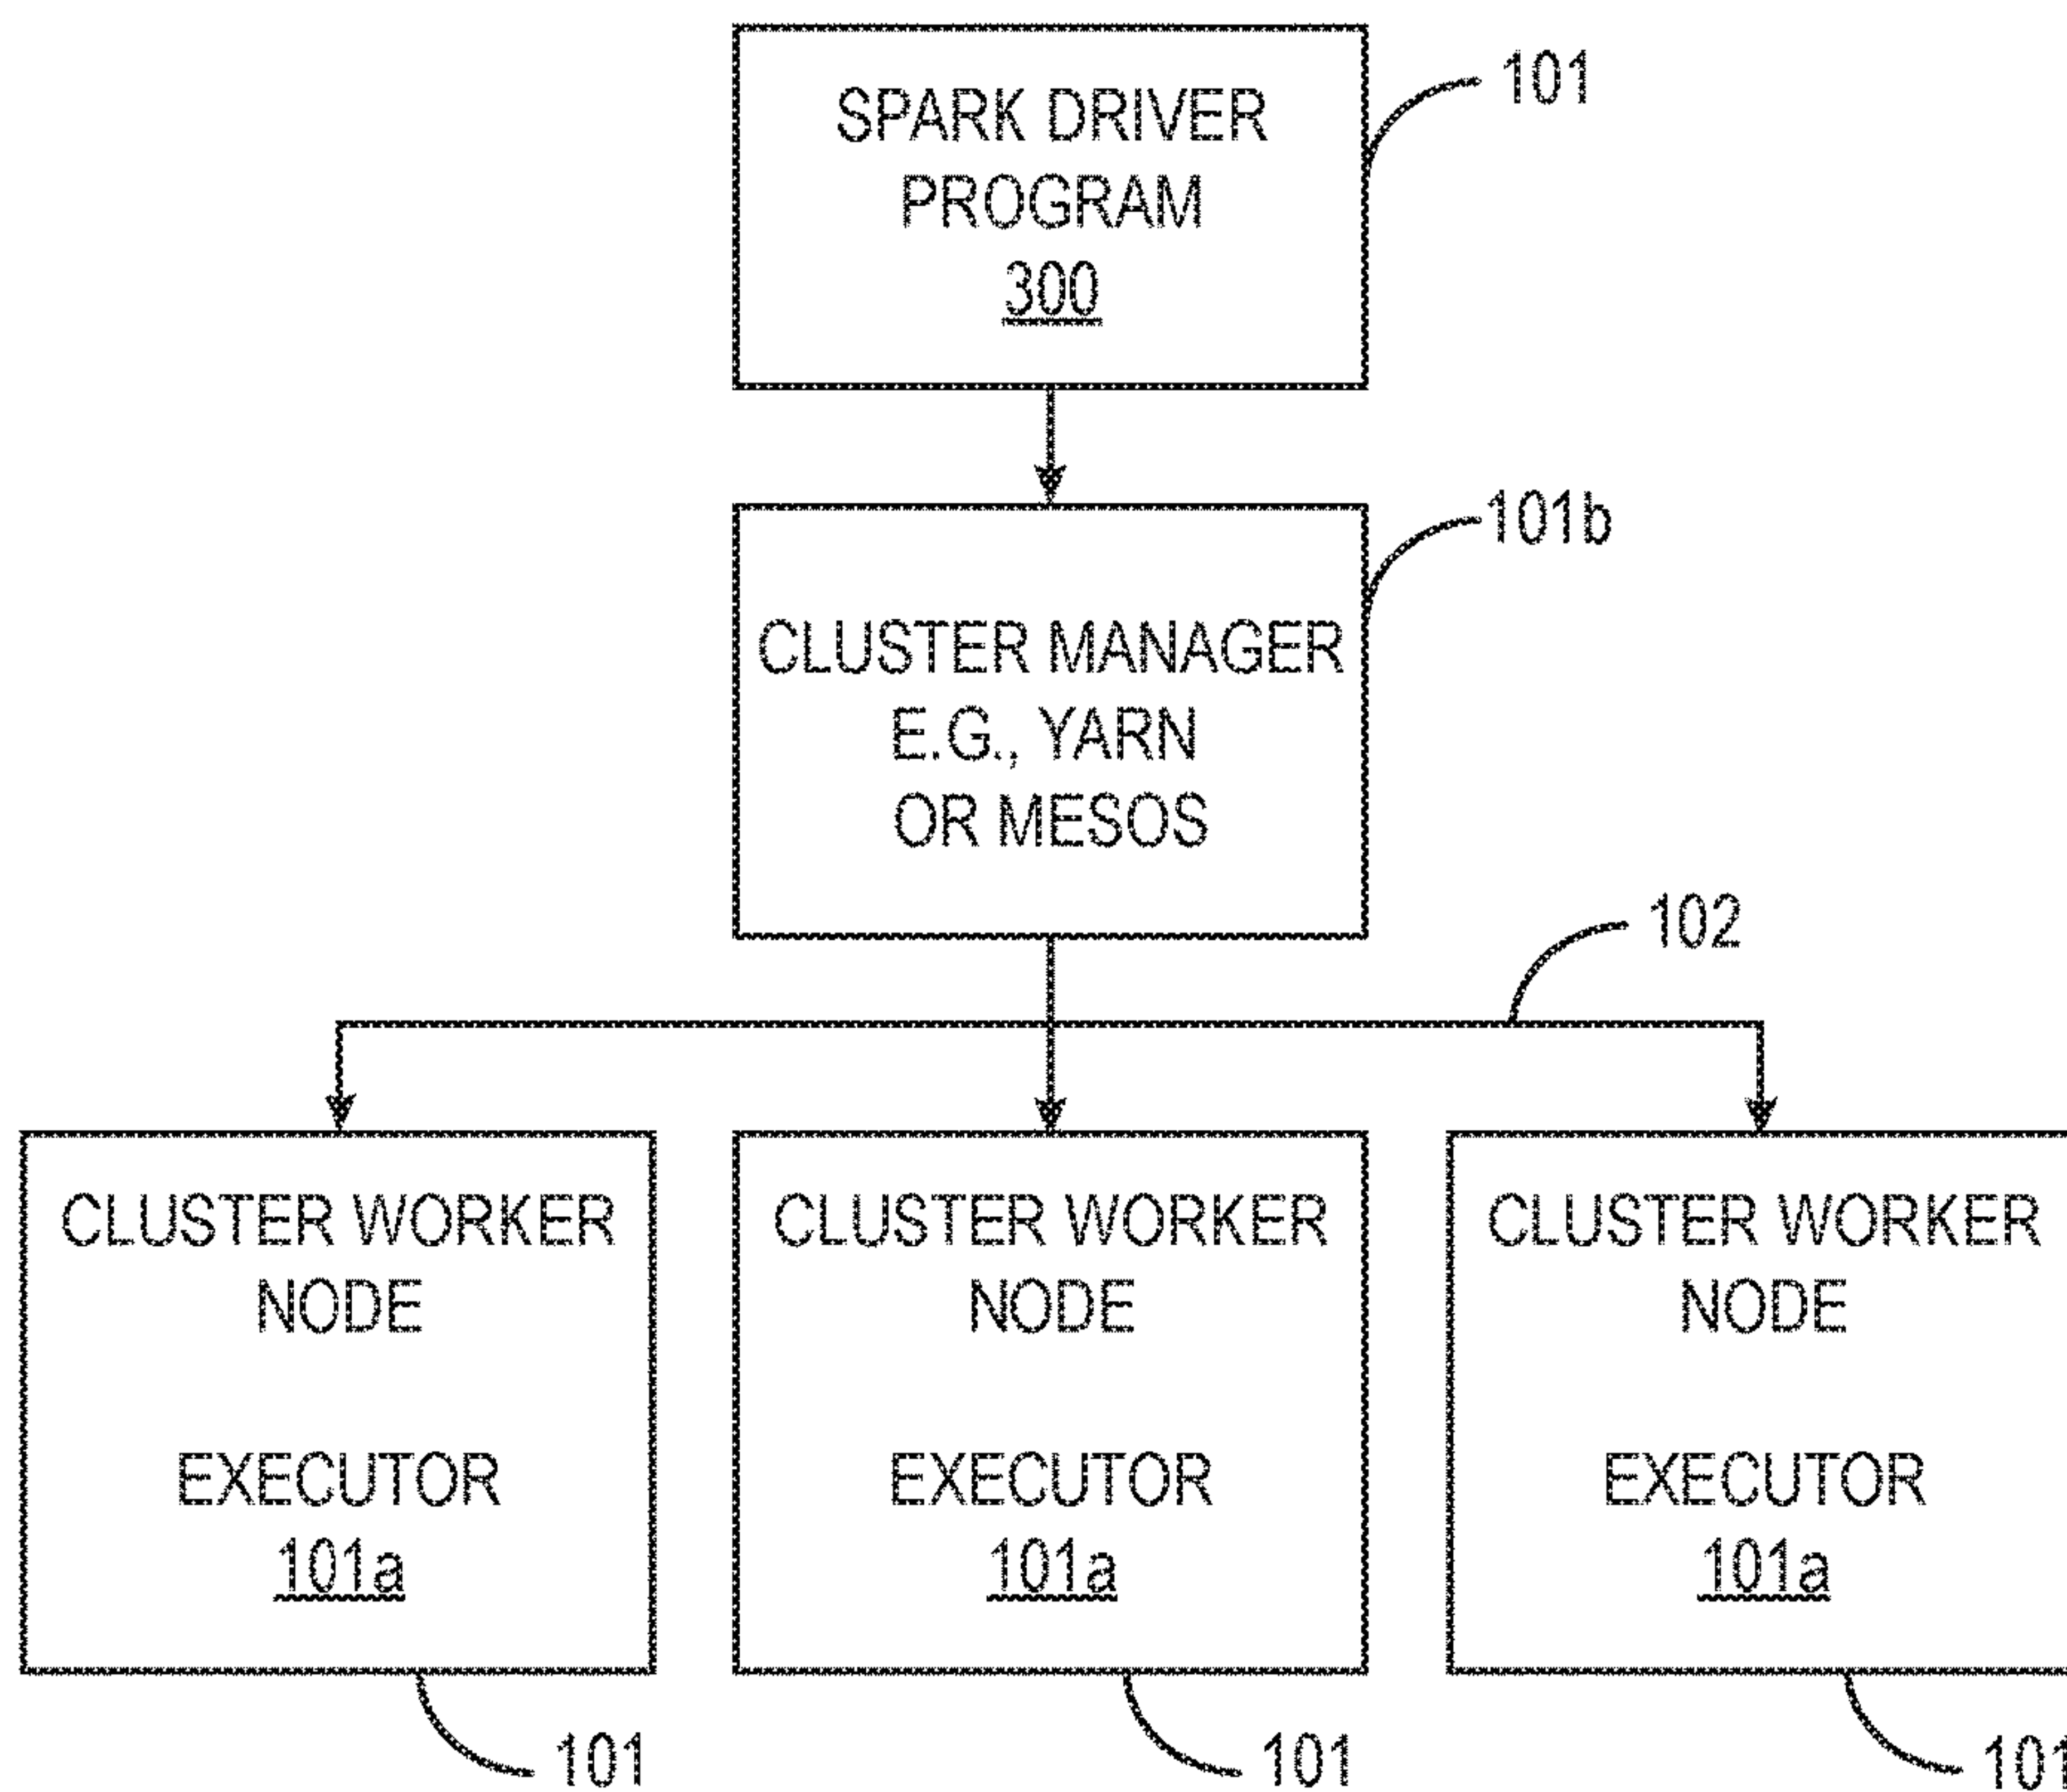 SPARK DRIVER
PROGRAM
300
101
CLUSTER MANAGER
E.G., YARN
OR MESOS
101b
102
CLUSTER WORKER
NODE
EXECUTOR
101a
101
CLUSTER WORKER
NODE
EXECUTOR
101a
101
CLUSTER WORKER
NODE
EXECUTOR
101a
101